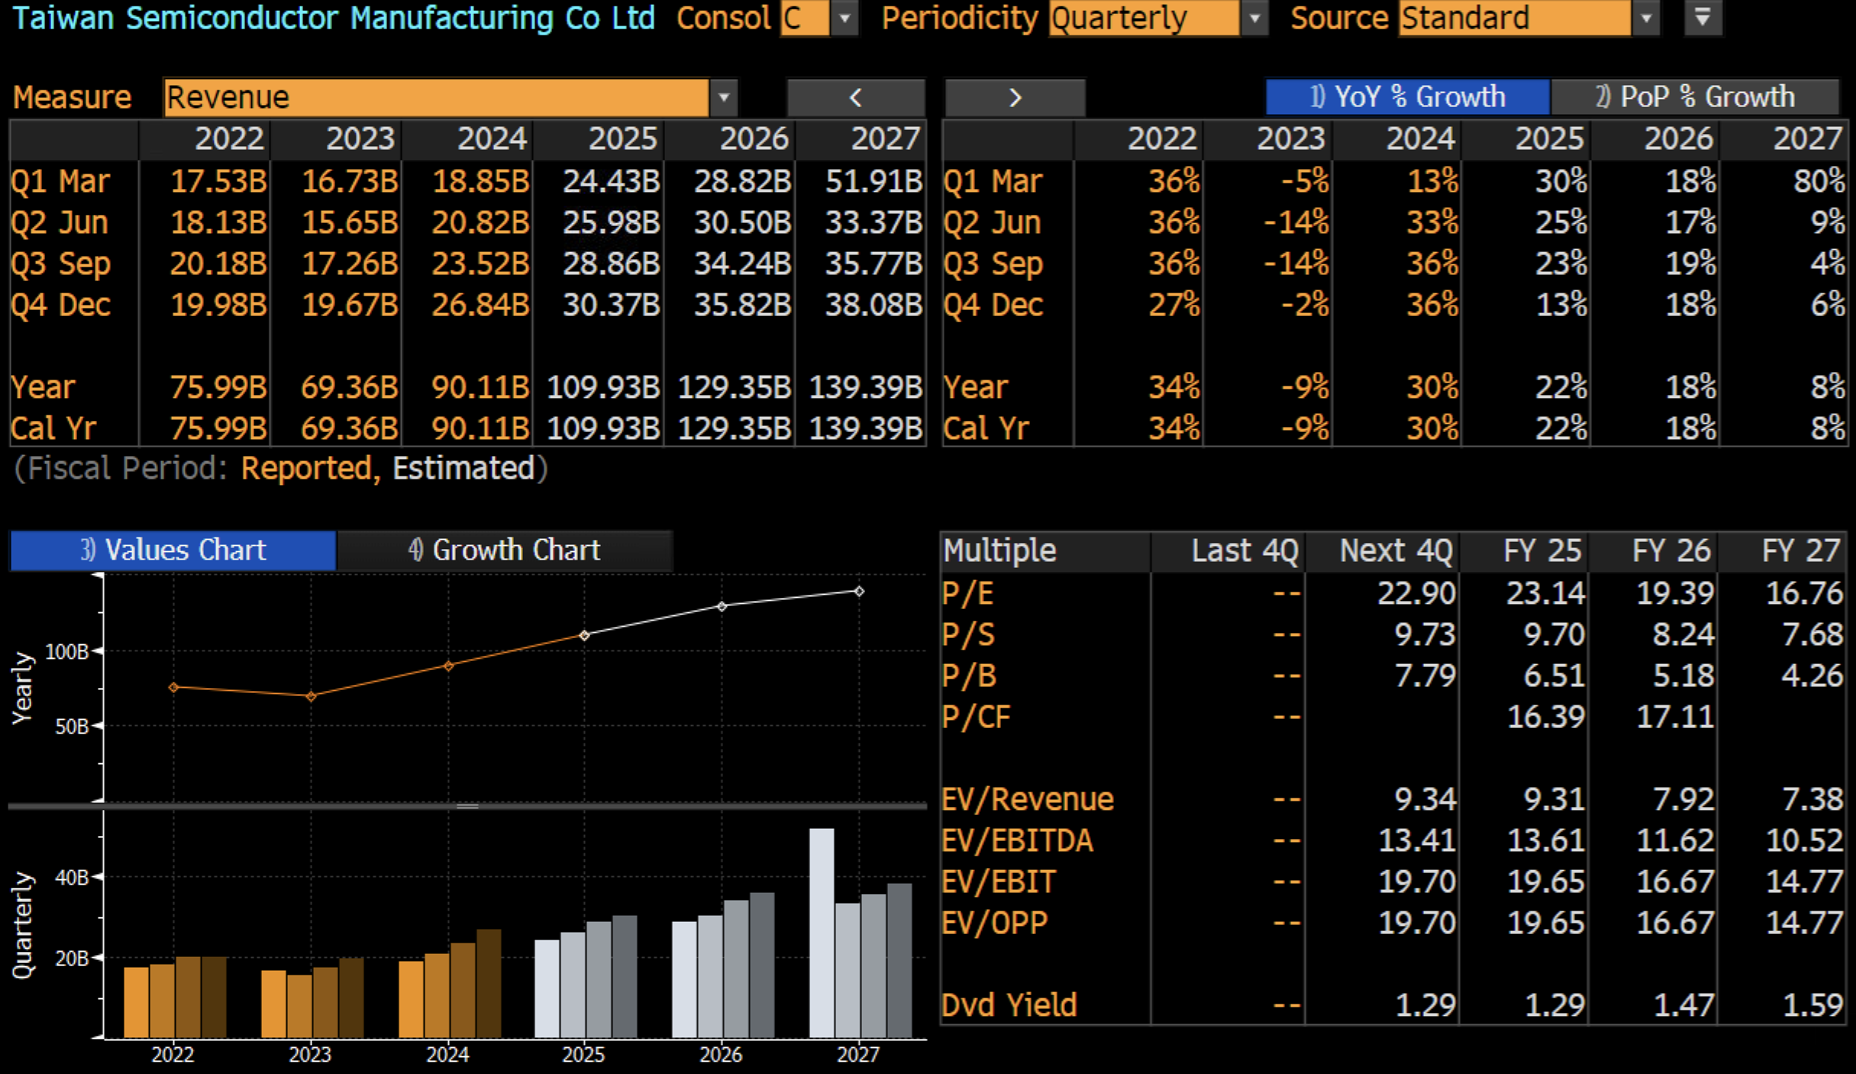 Taiwan Semiconductor Manufacturing Co Ltd Consol C Periodicity Quarterly Source Standard
Measure Revenue < > 1) YoY % Growth 2) PoP % Growth
2022 2023 2024 2025 2026 2027 2022 2023 2024 2025 2026 2027
Q1 Mar 17.53B 16.73B 18.85B 24.43B 28.82B 51.91B Q1 Mar 36% -5% 13% 30% 18% 80%
Q2 Jun 18.13B 15.65B 20.82B 25.98B 30.50B 33.37B Q2 Jun 36% -14% 33% 25% 17% 9%
Q3 Sep 20.18B 17.26B 23.52B 28.86B 34.24B 35.77B Q3 Sep 36% -14% 36% 23% 19% 4%
Q4 Dec 19.98B 19.67B 26.84B 30.37B 35.82B 38.08B Q4 Dec 27% -2% 36% 13% 18% 6%
Year 75.99B 69.36B 90.11B 109.93B 129.35B 139.39B Year 34% -9% 30% 22% 18% 8%
Cal Yr 75.99B 69.36B 90.11B 109.93B 129.35B 139.39B Cal Yr 34% -9% 30% 22% 18% 8%
(Fiscal Period: Reported, Estimated)
3) Values Chart 4) Growth Chart
Yearly
100B
50B
Quarterly
40B
20B
2022 2023 2024 2025 2026 2027
Multiple Last 4Q Next 4Q FY 25 FY 26 FY 27
P/E -- 22.90 23.14 19.39 16.76
P/S -- 9.73 9.70 8.24 7.68
P/B -- 7.79 6.51 5.18 4.26
P/CF -- 16.39 17.11
EV/Revenue -- 9.34 9.31 7.92 7.38
EV/EBITDA -- 13.41 13.61 11.62 10.52
EV/EBIT -- 19.70 19.65 16.67 14.77
EV/OPP -- 19.70 19.65 16.67 14.77
Dvd Yield -- 1.29 1.29 1.47 1.59